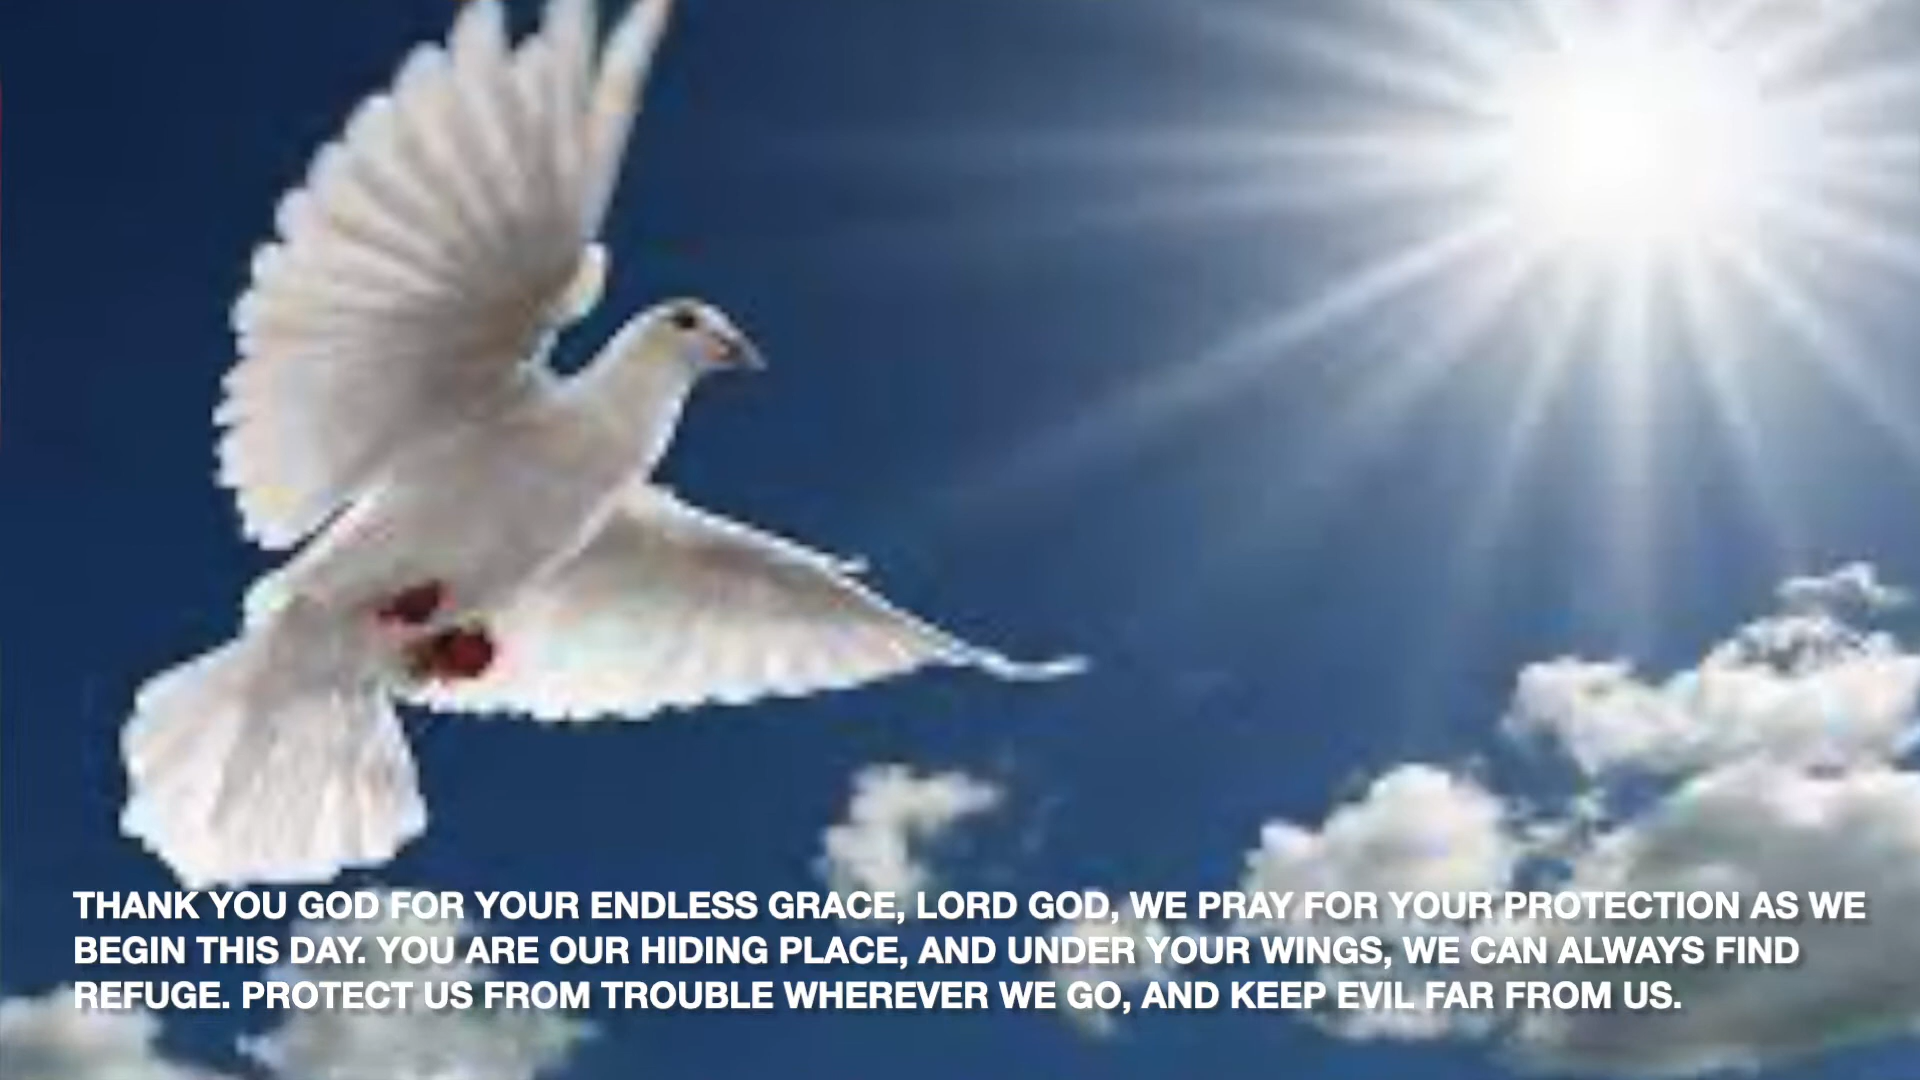 THANK YOU GOD FOR YOUR ENDLESS GRACE, LORD GOD, WE PRAY FOR YOUR PROTECTION AS WE
BEGIN THIS DAY. YOU ARE OUR HIDING PLACE, AND UNDER YOUR WINGS, WE CAN ALWAYS FIND
REFUGE. PROTECT US FROM TROUBLE WHEREVER WE GO, AND KEEP EVIL FAR FROM US.